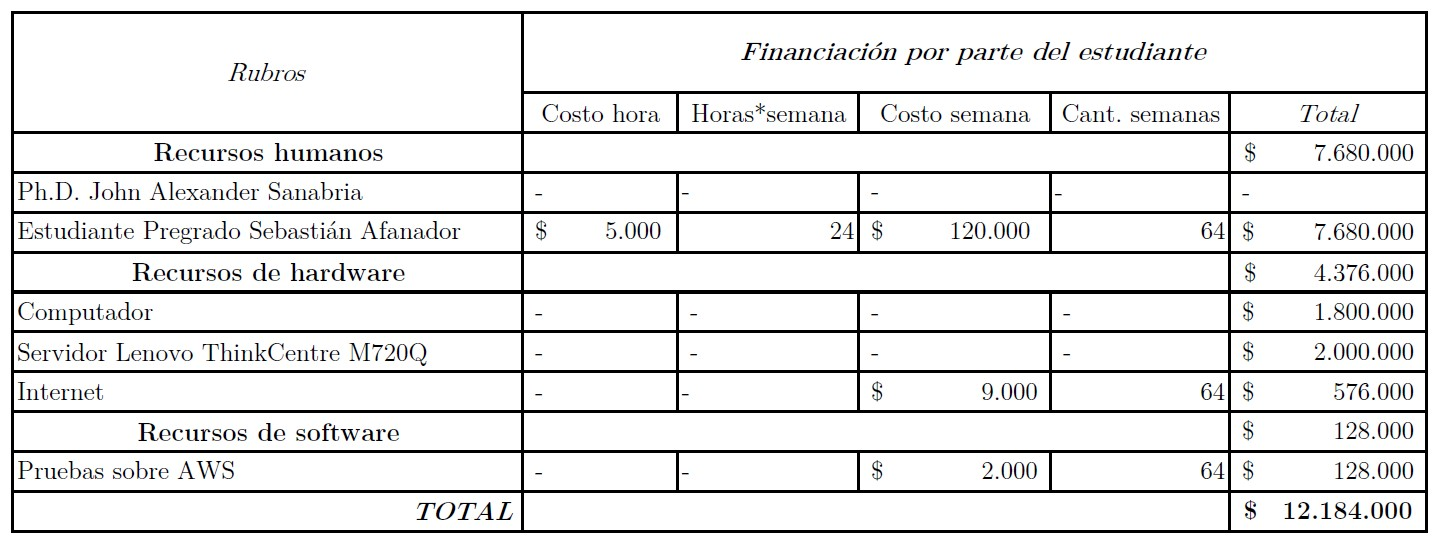 Rubros
Financiación por parte del estudiante
Costo hora Horas*semana Costo semana Cant. semanas Total
Recursos humanos $ 7.680.000
Ph.D. John Alexander Sanabria - - - - -
Estudiante Pregrado Sebastián Afanador $ 5.000 24 $ 120.000 64 $ 7.680.000
Recursos de hardware $ 4.376.000
Computador - - - - $ 1.800.000
Servidor Lenovo ThinkCentre M720Q - - - - $ 2.000.000
Internet - - $ 9.000 64 $ 576.000
Recursos de software $ 128.000
Pruebas sobre AWS - - $ 2.000 64 $ 128.000
TOTAL $ 12.184.000